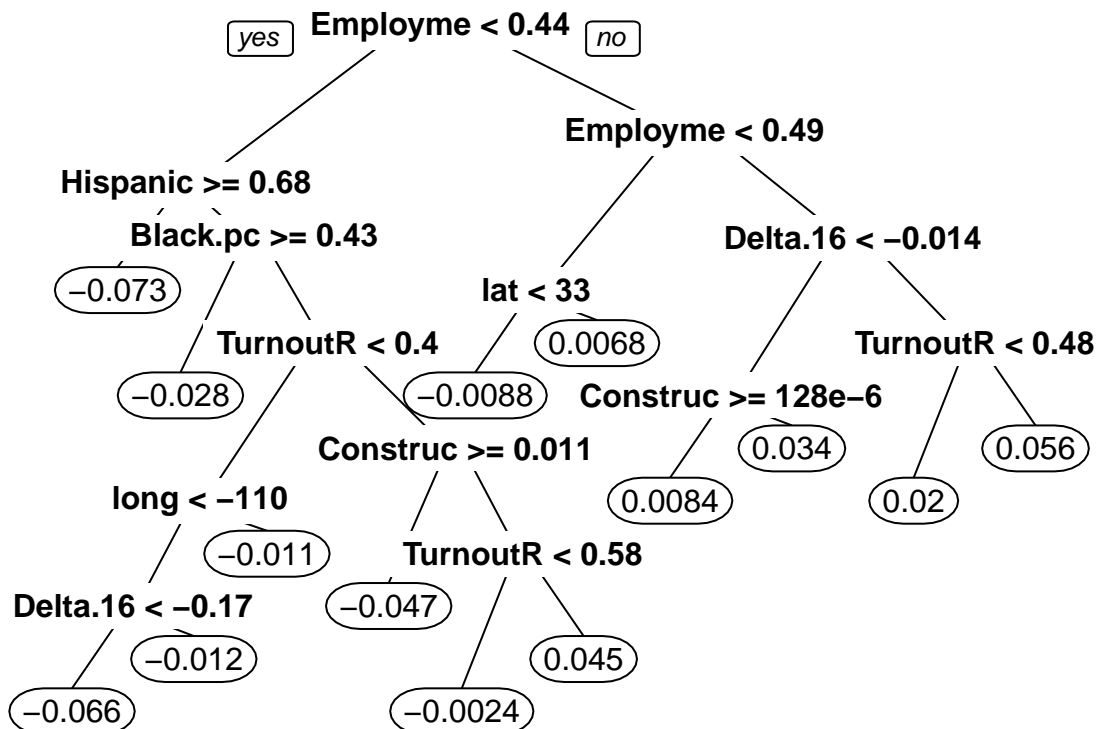 yes Employme < 0.44 no
Employme < 0.49
Hispanic >= 0.68
Black.pc >= 0.43 Delta.16 < −0.014
−0.073 lat < 33
TurnoutR < 0.4 0.0068 TurnoutR < 0.48
−0.028 −0.0088 Construc >= 128e−6
Construc >= 0.011 0.034 0.056
long < −110 0.0084 0.02
−0.011 TurnoutR < 0.58
Delta.16 < −0.17 −0.047
−0.012 0.045
−0.066 −0.0024